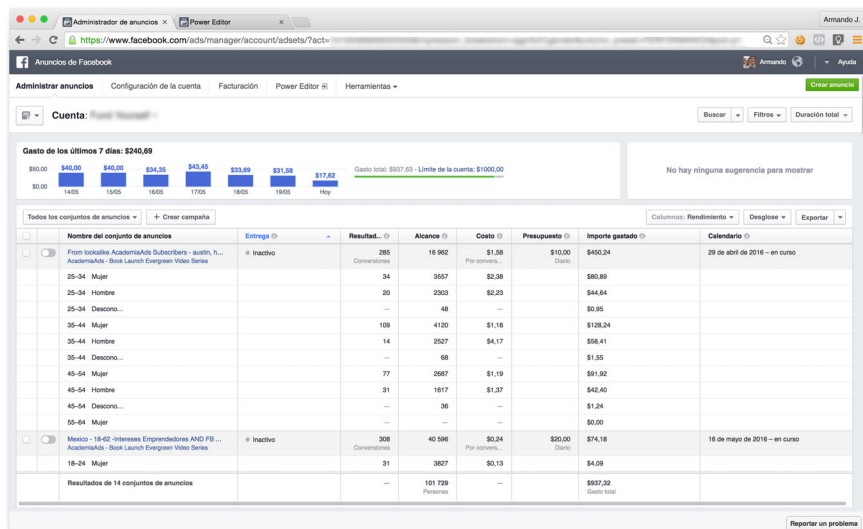 Administrador de anuncios
Power Editor
Armando J.
https://www.facebook.com/ads/manager/account/adsets/?act=
Anuncios de Facebook
Armando
Ayuda
Administrar anuncios
Configuración de la cuenta
Facturación
Power Editor
Herramientas
Crear anuncio
Cuenta:
Buscar
Filtros
Duración total
Gasto de los últimos 7 días: $240,69
$50,00
$0,00
$40,00 $40,00 $34,35 $43,45 $33,69 $31,58 $17,62
14/05 15/05 16/05 17/05 18/05 19/05 Hoy
Gasto total: $937,63 - Límite de la cuenta: $1000,00
No hay ninguna sugerencia para mostrar
Todos los conjuntos de anuncios
+ Crear campaña
Columnas: Rendimiento
Desglose
Exportar
Nombre del conjunto de anuncios Entrega Resultad... Alcance Costo Presupuesto Importe gastado Calendario
From lookalike AcademiaAds Subscribers - austin, h... Inactivo 285 16 962 $1,58 $10,00 $450,24 29 de abril de 2016 – en curso
AcademiaAds - Book Launch Evergreen Video Series Conversiones Por convers... Diario
25–34 Mujer 34 3557 $2,38 $80,89
25–34 Hombre 20 2303 $2,23 $44,64
25–34 Descono... — 48 — $0,95
35–44 Mujer 109 4120 $1,18 $128,24
35–44 Hombre 14 2527 $4,17 $58,41
35–44 Descono... — 68 — $1,55
45–54 Mujer 77 2687 $1,19 $91,92
45–54 Hombre 31 1617 $1,37 $42,40
45–54 Descono... — 36 — $1,24
55–64 Mujer — — — $0,00
Mexico - 18-62 -Intereses Emprendedores AND FB ... Inactivo 308 40 596 $0,24 $20,00 $74,18 16 de mayo de 2016 – en curso
AcademiaAds - Book Launch Evergreen Video Series Conversiones Por convers... Diario
18–24 Mujer 31 3827 $0,13 $4,09
Resultados de 14 conjuntos de anuncios — 101 729 — $937,32
Personas Gasto total
Reportar un problema